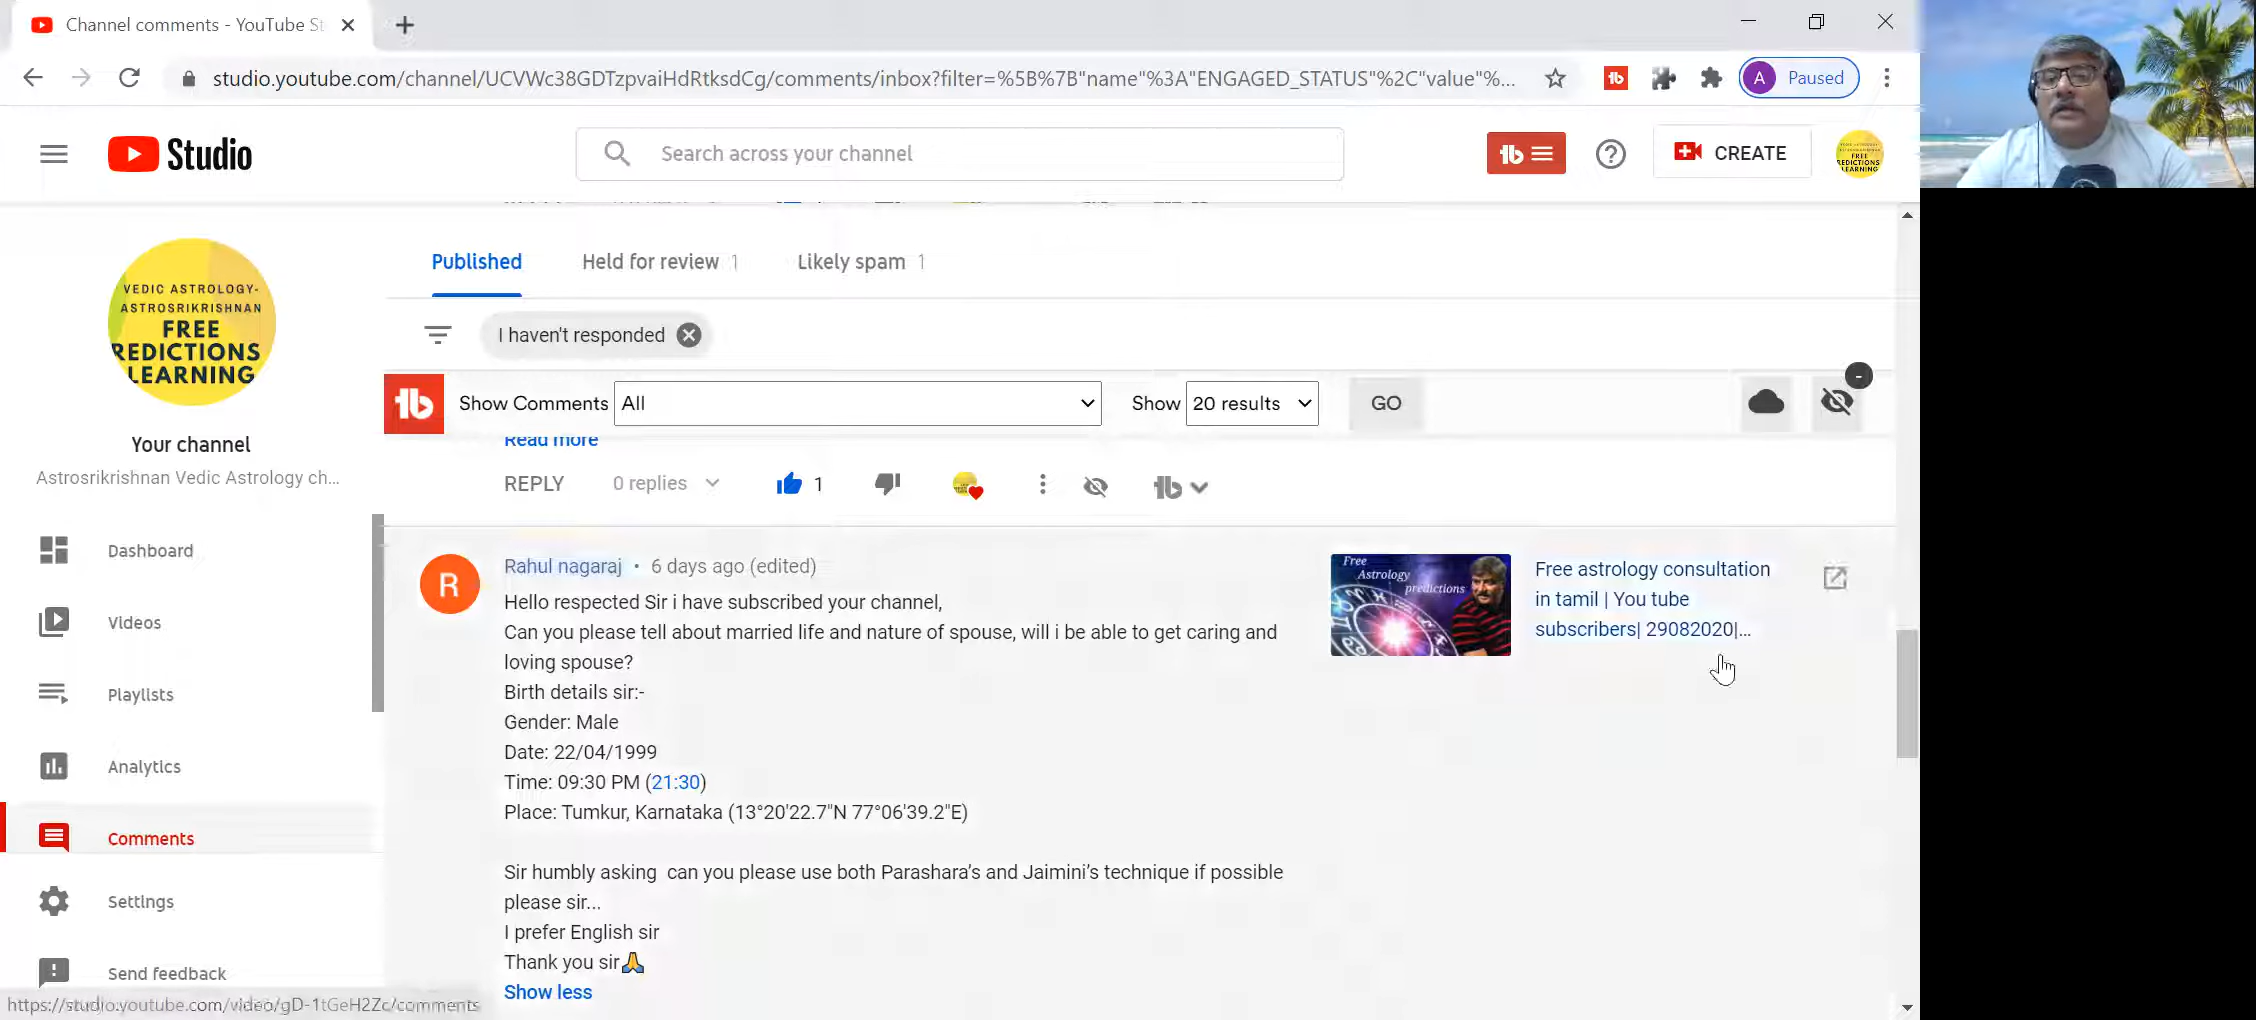 Channel comments - YouTube St
studio.youtube.com/channel/UCVWc38GDTzpvaiHdRtksdCg/comments/inbox?filter=%5B%7B"name"%3A"ENGAGED_STATUS"%2C"value"%...
tb
A
Paused
Studio
Search across your channel
tb
CREATE
FREE
REDICTIONS
LEARNING
Published
Held for review 1
Likely spam 1
VEDIC ASTROLOGY-
ASTROSRIKRISHNAN
FREE
REDICTIONS
LEARNING
I haven't responded
tb
Show Comments
All
Show
20 results
GO
Your channel
Astrosrikrishnan Vedic Astrology ch...
Read more
REPLY
0 replies
1
tb
Dashboard
Videos
Playlists
Analytics
Comments
Settings
Send feedback
R
Rahul nagaraj • 6 days ago (edited)
Hello respected Sir i have subscribed your channel,
Can you please tell about married life and nature of spouse, will i be able to get caring and
loving spouse?
Birth details sir:-
Gender: Male
Date: 22/04/1999
Time: 09:30 PM (21:30)
Place: Tumkur, Karnataka (13°20'22.7"N 77°06'39.2"E)
Sir humbly asking can you please use both Parashara's and Jaimini's technique if possible
please sir...
I prefer English sir
Thank you sir🙏
Show less
Free
Astrology
predictions
Free astrology consultation
in tamil | You tube
subscribers| 29082020|...
https://studio.youtube.com/video/gD-1tGeH2Zc/comments